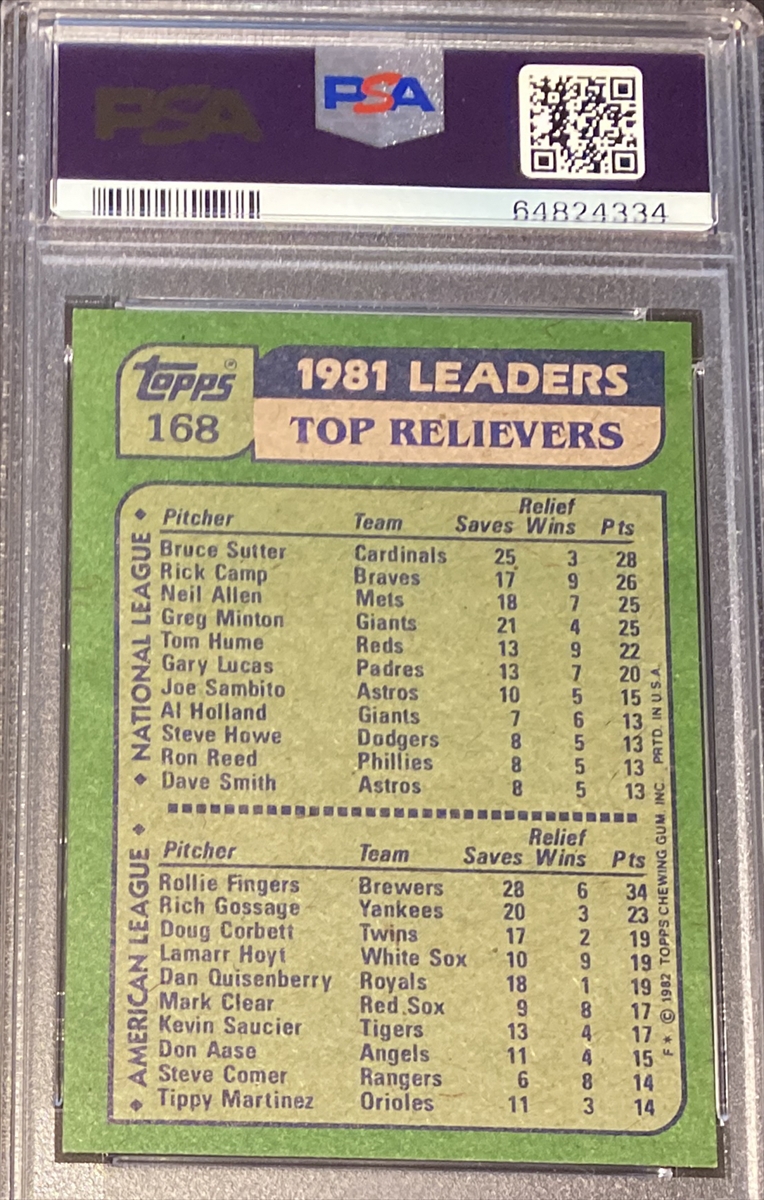 PSA PSA
64824334
topps® 1981 LEADERS
168 TOP RELIEVERS
◆ NATIONAL LEAGUE ◆
Pitcher Team Saves Relief Wins Pts
Bruce Sutter Cardinals 25 3 28
Rick Camp Braves 17 9 26
Neil Allen Mets 18 7 25
Greg Minton Giants 21 4 25
Tom Hume Reds 13 9 22
Gary Lucas Padres 13 7 20
Joe Sambito Astros 10 5 15
Al Holland Giants 7 6 13
Steve Howe Dodgers 8 5 13
Ron Reed Phillies 8 5 13
Dave Smith Astros 8 5 13
◆ AMERICAN LEAGUE ◆
Pitcher Team Saves Relief Wins Pts
Rollie Fingers Brewers 28 6 34
Rich Gossage Yankees 20 3 23
Doug Corbett Twins 17 2 19
Lamarr Hoyt White Sox 10 9 19
Dan Quisenberry Royals 18 1 19
Mark Clear Red Sox 9 8 17
Kevin Saucier Tigers 13 4 17
Don Aase Angels 11 4 15
Steve Comer Rangers 6 8 14
Tippy Martinez Orioles 11 3 14
F* © 1982 TOPPS CHEWING GUM, INC. PRTD. IN U.S.A.